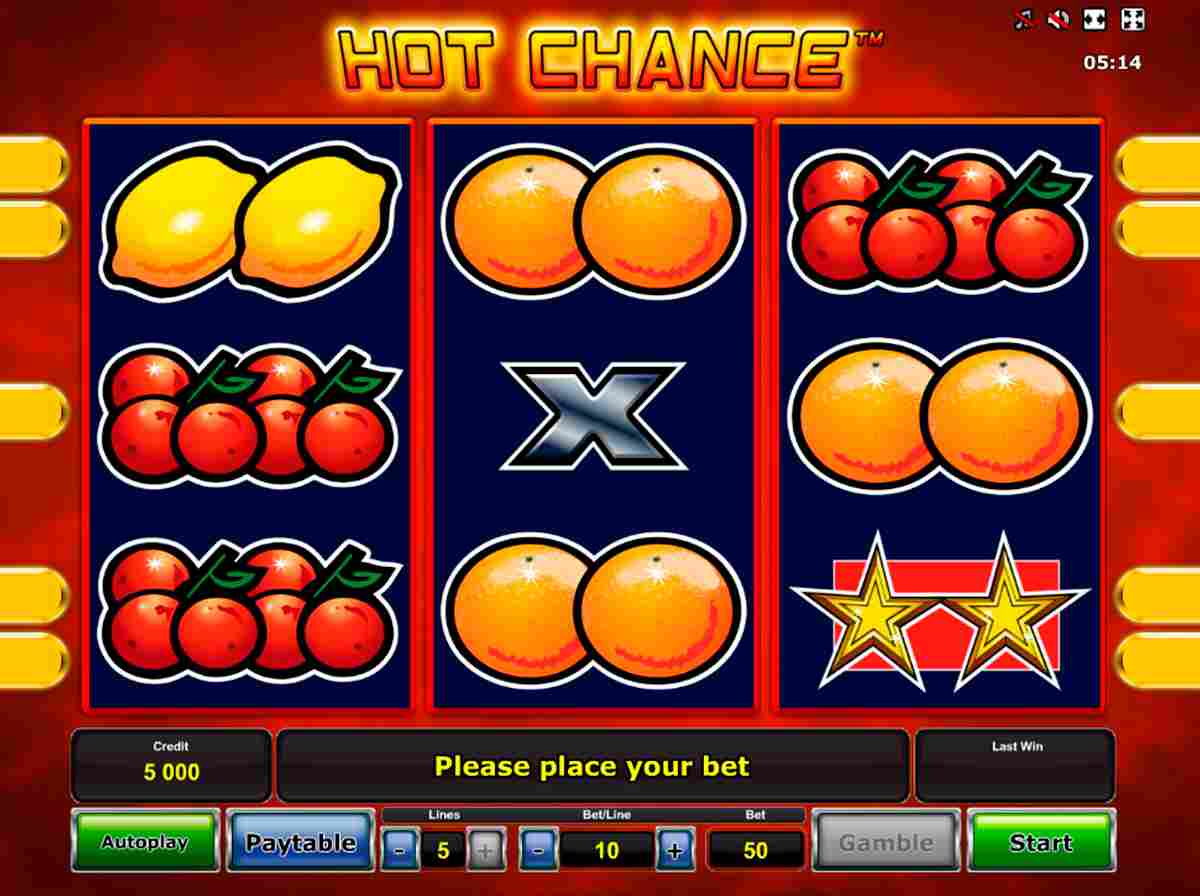 HOT CHANCE™
05:14
X
Credit
5 000
Please place your bet
Last Win
Autoplay
Paytable
Lines
- 5 +
Bet/Line
- 10 +
Bet
50
Gamble
Start